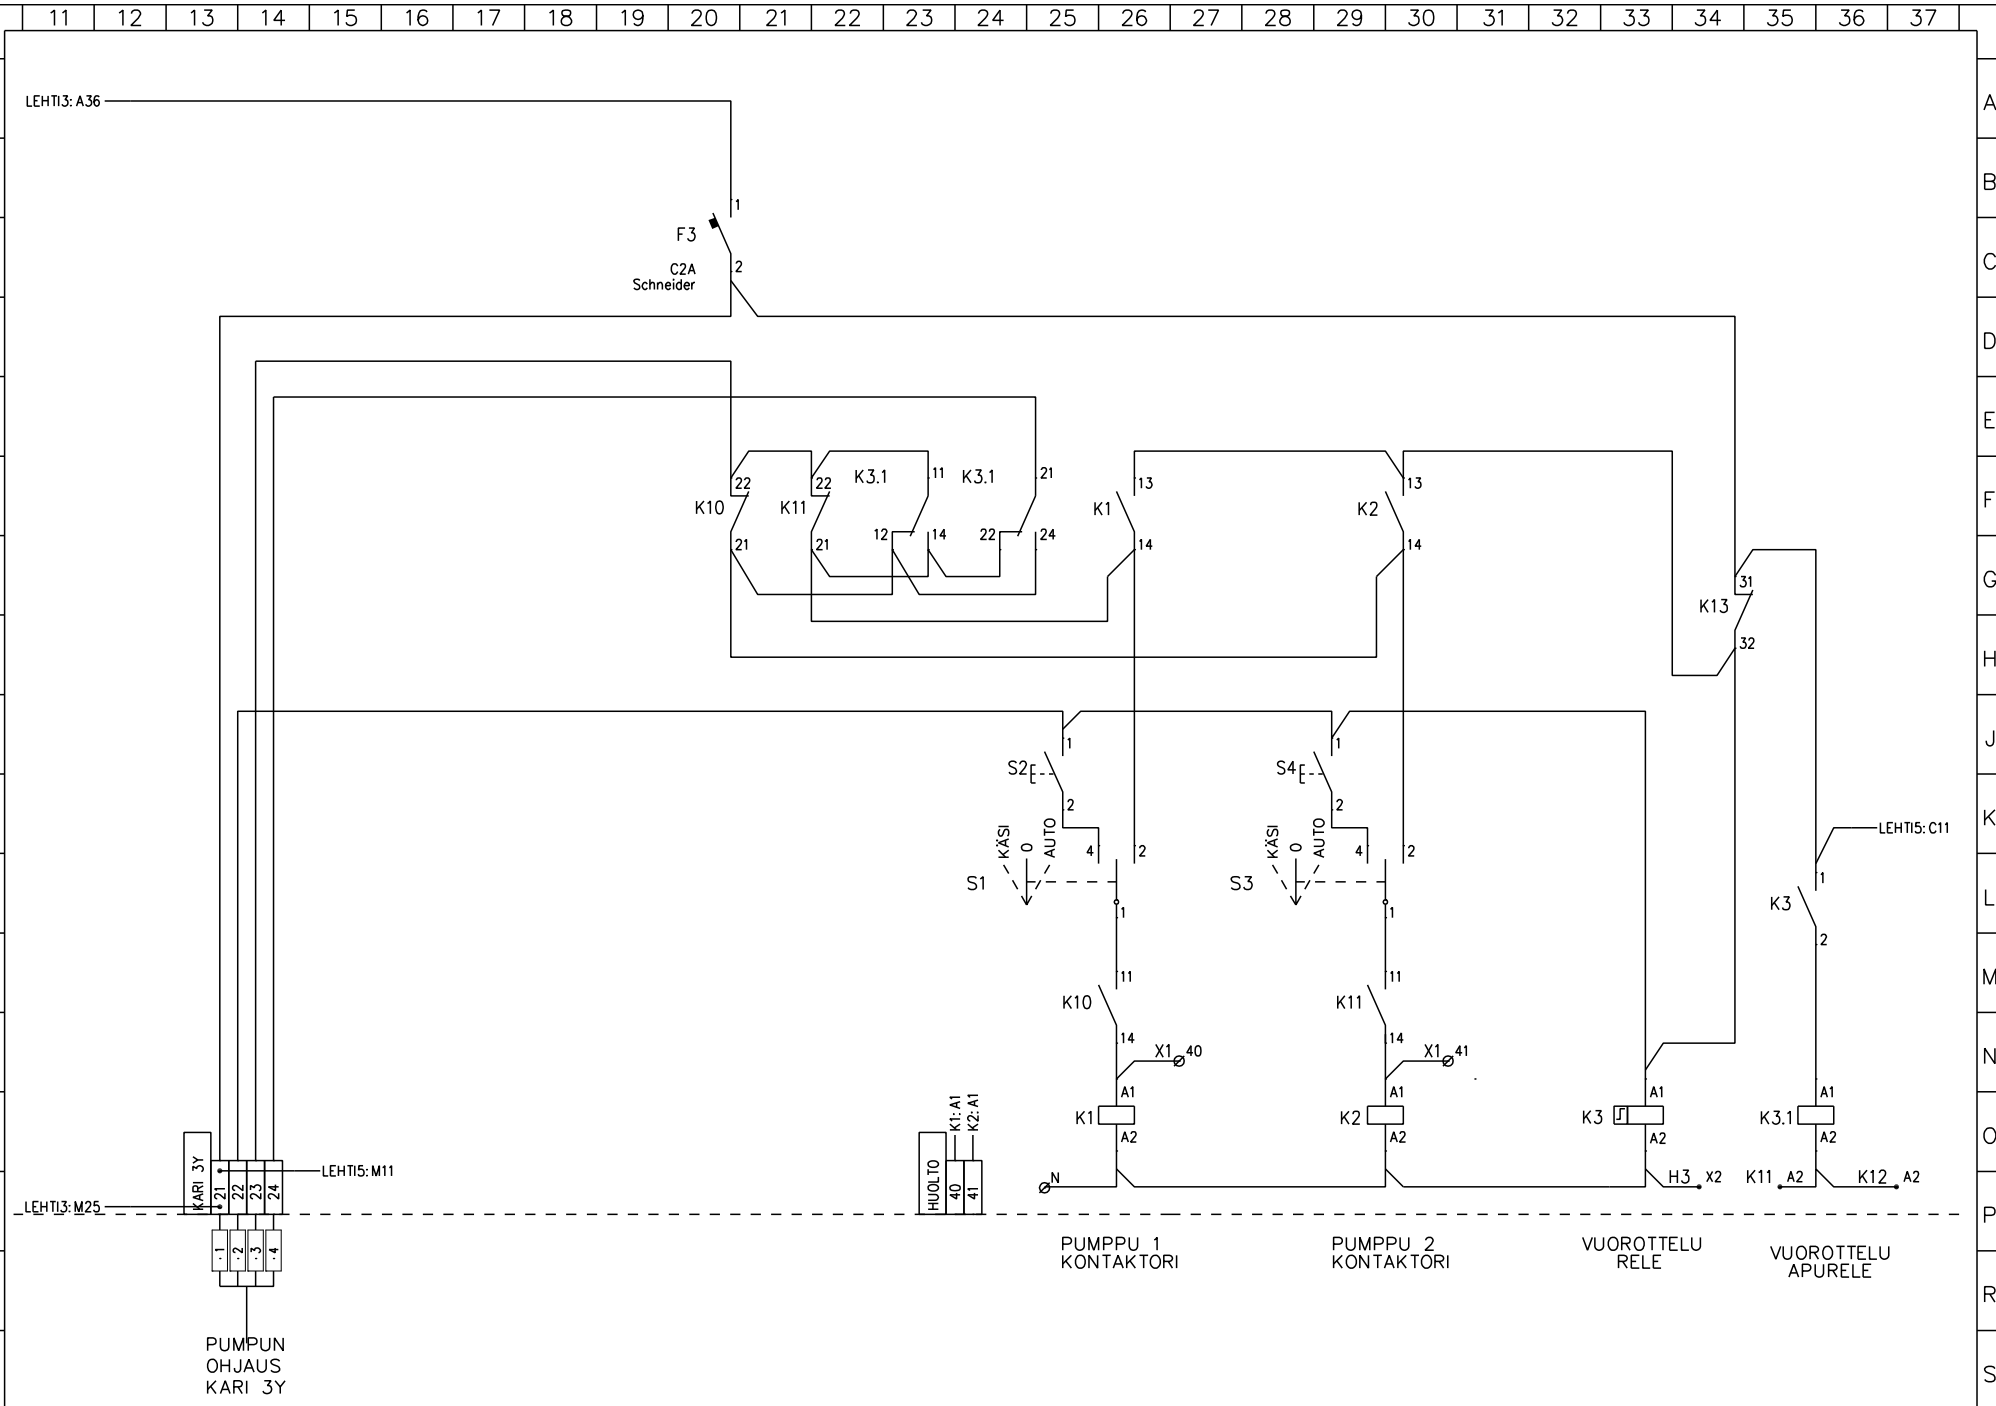 11 12 13 14 15 16 17 18 19 20 21 22 23 24 25 26 27 28 29 30 31 32 33 34 35 36 37
LEHTI3:A36
A
B
1
F3
C2A
2
Schneider
C
D
E
K10 22
K11 22
K3.1 11
K3.1 21
K1 13
K2 13
F
21
21
12 14
22 24
14
14
31
K13
G
32
H
1
1
J
S2
S4
2
2
K
KÄSI 0 AUTO
4 2
KÄSI 0 AUTO
4 2
LEHTI5:C11
S1
1
S3
1
1
K3
L
2
11
11
M
K10
K11
14
14
X1 40
X1 41
N
K1:A1
K2:A1
A1
A1
A1
A1
K1
K2
K3
K3.1
A2
A2
A2
A2
O
KARI 3Y
21 22 23 24
LEHTI5:M11
HUOLTO
40 41
N
H3 X2
K11 A2
K12 A2
LEHTI3:M25
P
.1 .2 .3 .4
PUMPPU 1
KONTAKTORI
PUMPPU 2
KONTAKTORI
VUOROTTELU
RELE
VUOROTTELU
APURELE
R
PUMPUN
OHJAUS
KARI 3Y
S